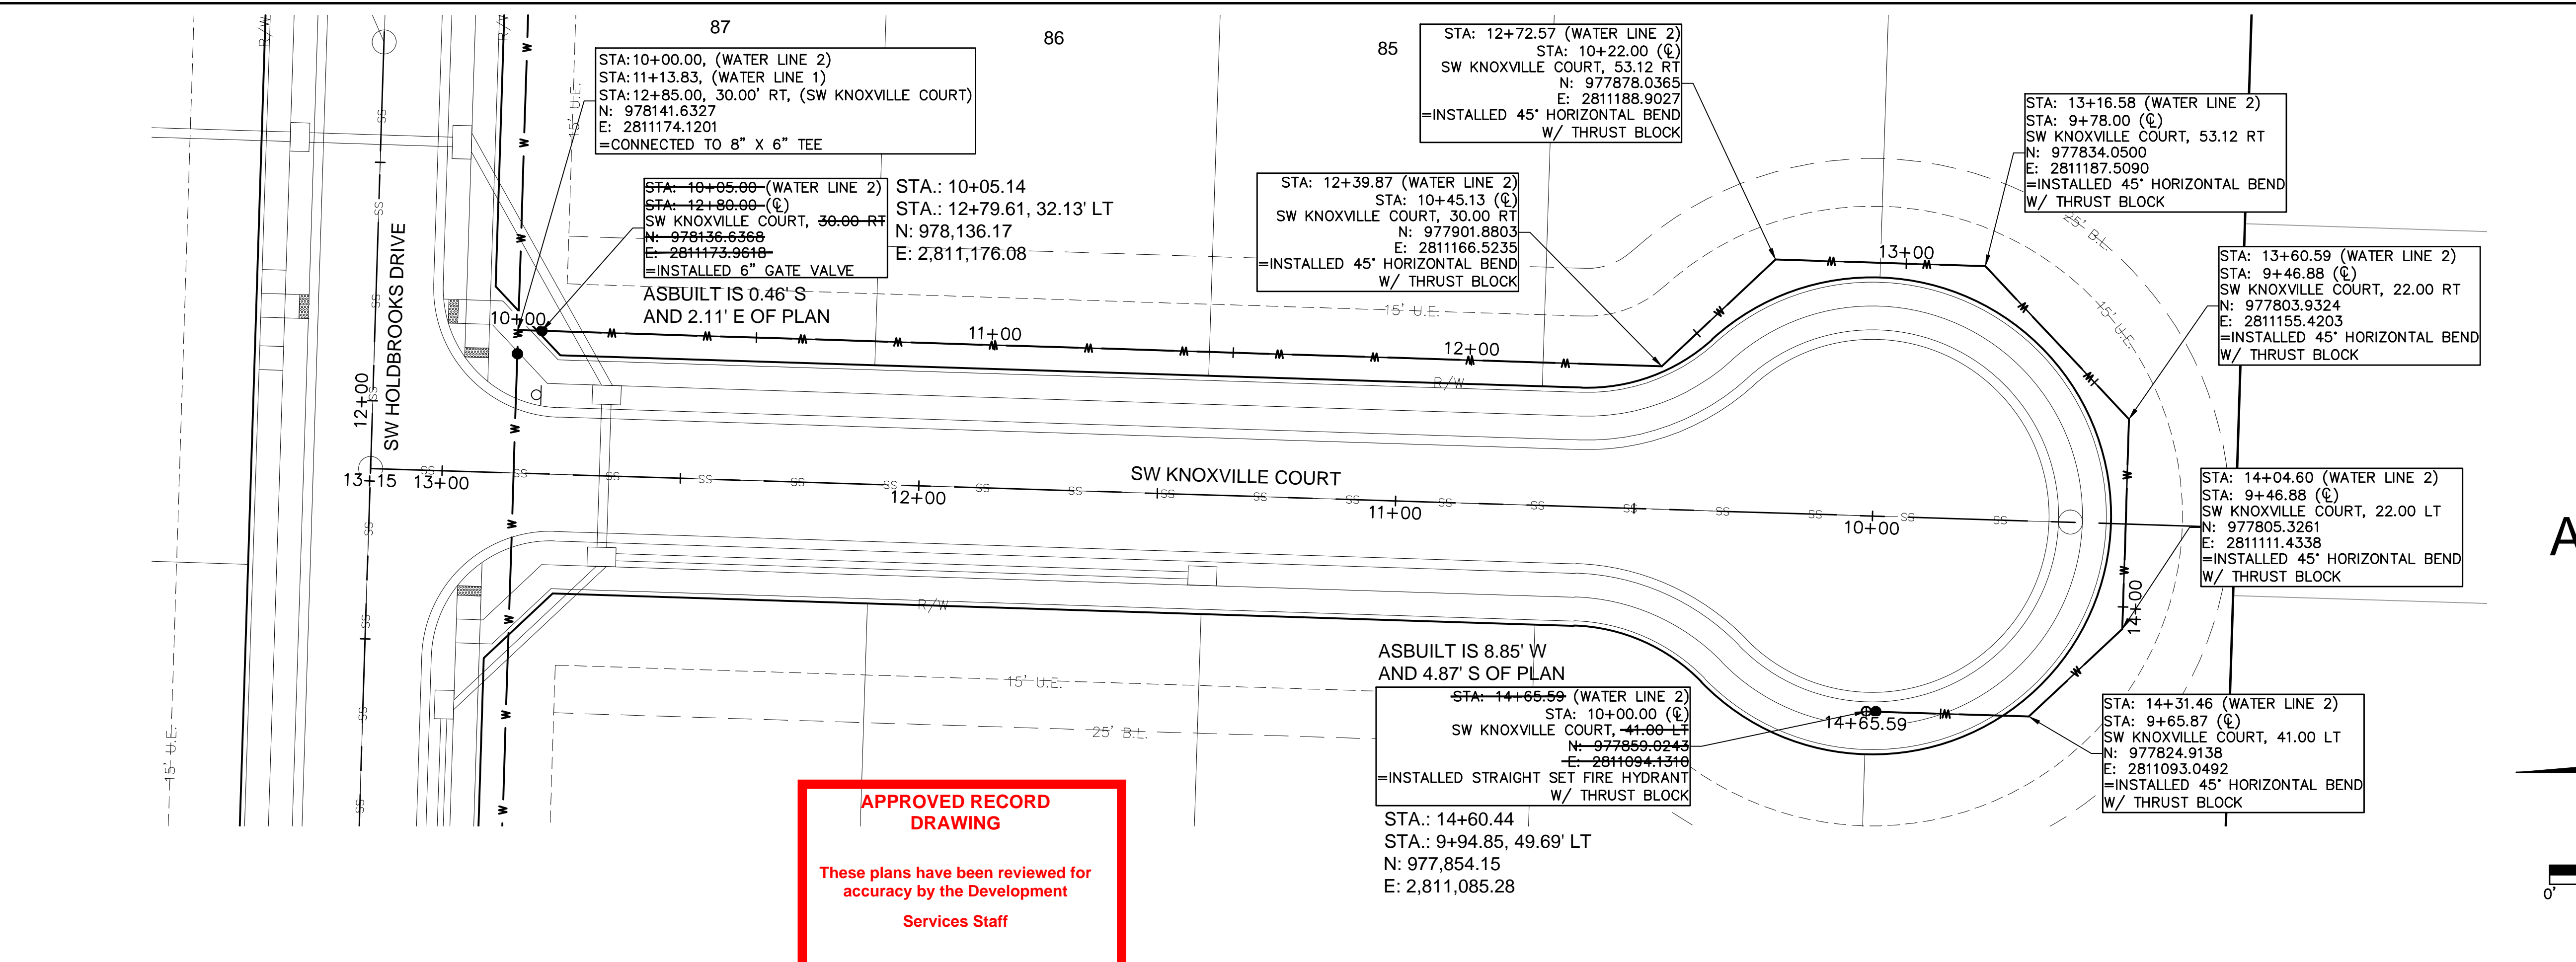 87
86
85
R/W
R/W
STA:10+00.00, (WATER LINE 2)
STA:11+13.83, (WATER LINE 1)
STA:12+85.00, 30.00' RT, (SW KNOXVILLE COURT)
N: 978141.6327
E: 2811174.1201
=CONNECTED TO 8" X 6" TEE
15' U.E.
STA: 12+72.57 (WATER LINE 2)
STA: 10+22.00 (℄)
SW KNOXVILLE COURT, 53.12 RT
N: 977878.0365
E: 2811188.9027
=INSTALLED 45° HORIZONTAL BEND
W/ THRUST BLOCK
STA: 13+16.58 (WATER LINE 2)
STA: 9+78.00 (℄)
SW KNOXVILLE COURT, 53.12 RT
N: 977834.0500
E: 2811187.5090
=INSTALLED 45° HORIZONTAL BEND
W/ THRUST BLOCK
STA: 10+05.00 (WATER LINE 2)
STA: 12+80.00 (℄)
SW KNOXVILLE COURT, 30.00 RT
N: 978136.6368
E: 2811173.9618
=INSTALLED 6" GATE VALVE
STA.: 10+05.14
STA.: 12+79.61, 32.13' LT
N: 978,136.17
E: 2,811,176.08
ASBUILT IS 0.46' S
AND 2.11' E OF PLAN
STA: 12+39.87 (WATER LINE 2)
STA: 10+45.13 (℄)
SW KNOXVILLE COURT, 30.00 RT
N: 977901.8803
E: 2811166.5235
=INSTALLED 45° HORIZONTAL BEND
W/ THRUST BLOCK
25' B.L.
15' U.E.
STA: 13+60.59 (WATER LINE 2)
STA: 9+46.88 (℄)
SW KNOXVILLE COURT, 22.00 RT
N: 977803.9324
E: 2811155.4203
=INSTALLED 45° HORIZONTAL BEND
W/ THRUST BLOCK
13+00
15' U.E.
10+00
11+00
12+00
R/W
SW HOLDBROOKS DRIVE
12+00
13+15
13+00
12+00
SW KNOXVILLE COURT
11+00
10+00
STA: 14+04.60 (WATER LINE 2)
STA: 9+46.88 (℄)
SW KNOXVILLE COURT, 22.00 LT
N: 977805.3261
E: 2811111.4338
=INSTALLED 45° HORIZONTAL BEND
W/ THRUST BLOCK
14+00
A
R/W
15' U.E.
25' B.L.
15' U.E.
ASBUILT IS 8.85' W
AND 4.87' S OF PLAN
STA: 14+65.59 (WATER LINE 2)
STA: 10+00.00 (℄)
SW KNOXVILLE COURT, 41.00 LT
N: 977859.0243
E: 2811094.1310
=INSTALLED STRAIGHT SET FIRE HYDRANT
W/ THRUST BLOCK
14+65.59
STA: 14+31.46 (WATER LINE 2)
STA: 9+65.87 (℄)
SW KNOXVILLE COURT, 41.00 LT
N: 977824.9138
E: 2811093.0492
=INSTALLED 45° HORIZONTAL BEND
W/ THRUST BLOCK
STA.: 14+60.44
STA.: 9+94.85, 49.69' LT
N: 977,854.15
E: 2,811,085.28
APPROVED RECORD
DRAWING
These plans have been reviewed for
accuracy by the Development
Services Staff
0'